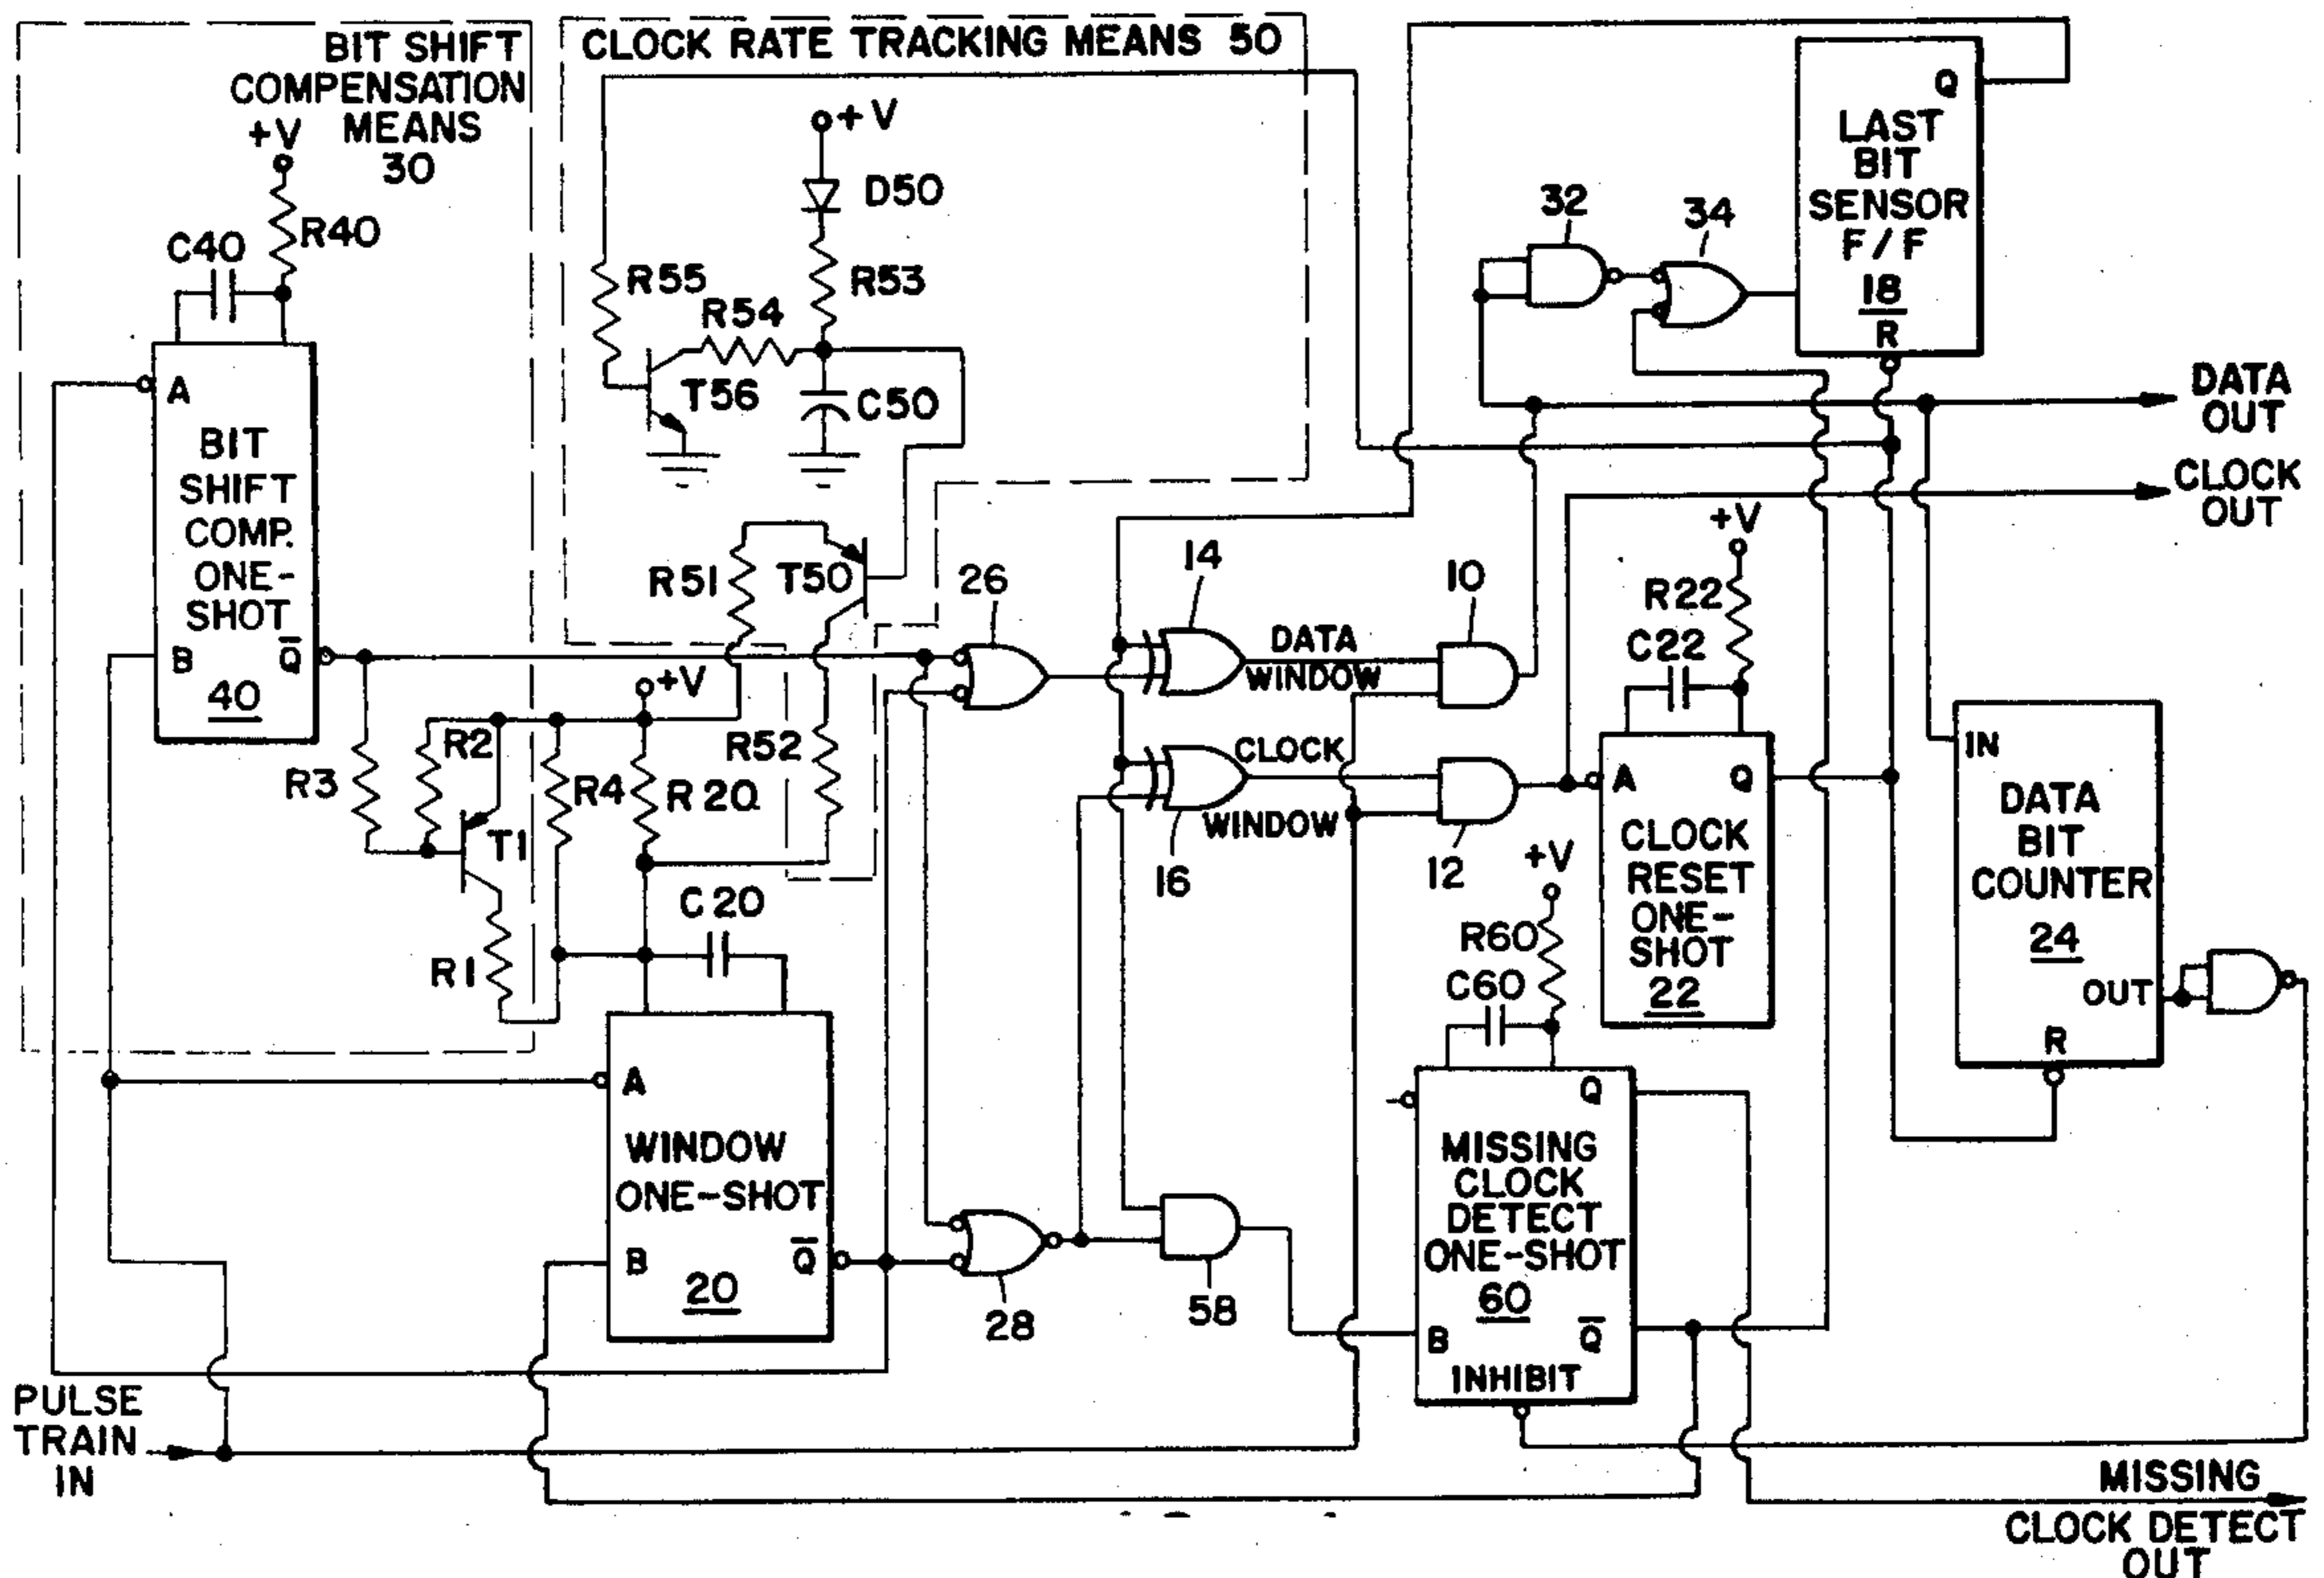 BIT SHIFT
COMPENSATION
MEANS
30
+V
R40
C40
A
BIT
SHIFT
COMP.
ONE-
SHOT
B
Q̅
40
R3
R2
T1
R1
R4
+V
R20
CLOCK RATE TRACKING MEANS 50
+V
D50
R53
R55
R54
T56
C50
R51
T50
R52
C20
A
WINDOW
ONE-SHOT
B
Q̅
20
PULSE
TRAIN
IN
26
28
14
16
DATA
WINDOW
CLOCK
WINDOW
10
12
58
32
34
Q
LAST
BIT
SENSOR
F/F
18
R
DATA
OUT
CLOCK
OUT
+V
R22
C22
A
Q
CLOCK
RESET
ONE-
SHOT
22
+V
R60
C60
Q
MISSING
CLOCK
DETECT
ONE-SHOT
60
B
Q̅
INHIBIT
IN
DATA
BIT
COUNTER
24
OUT
R
MISSING
CLOCK DETECT
OUT